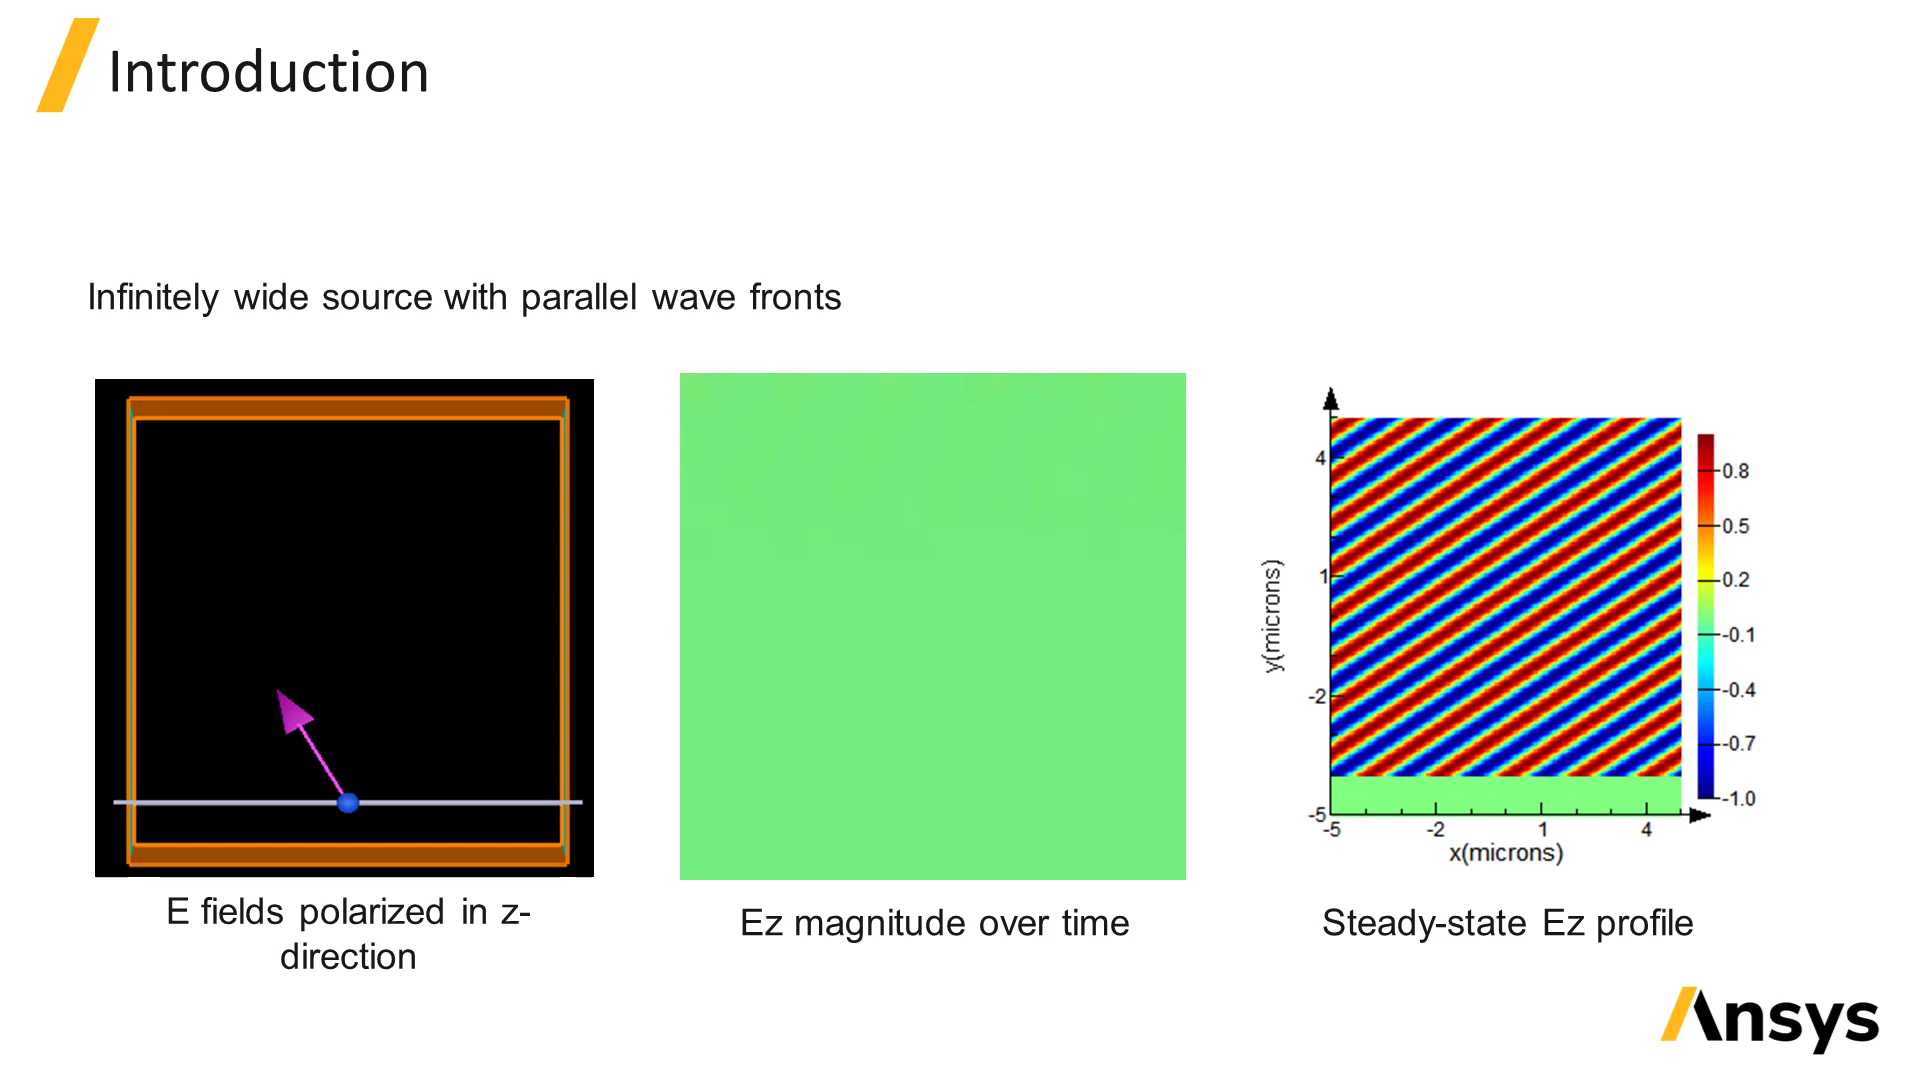 Introduction
Infinitely wide source with parallel wave fronts
4
1
-2
-5
y(microns)
-5
-2
1
4
x(microns)
0.8
0.5
0.2
-0.1
-0.4
-0.7
-1.0
E fields polarized in z-
direction
Ez magnitude over time
Steady-state Ez profile
Ansys